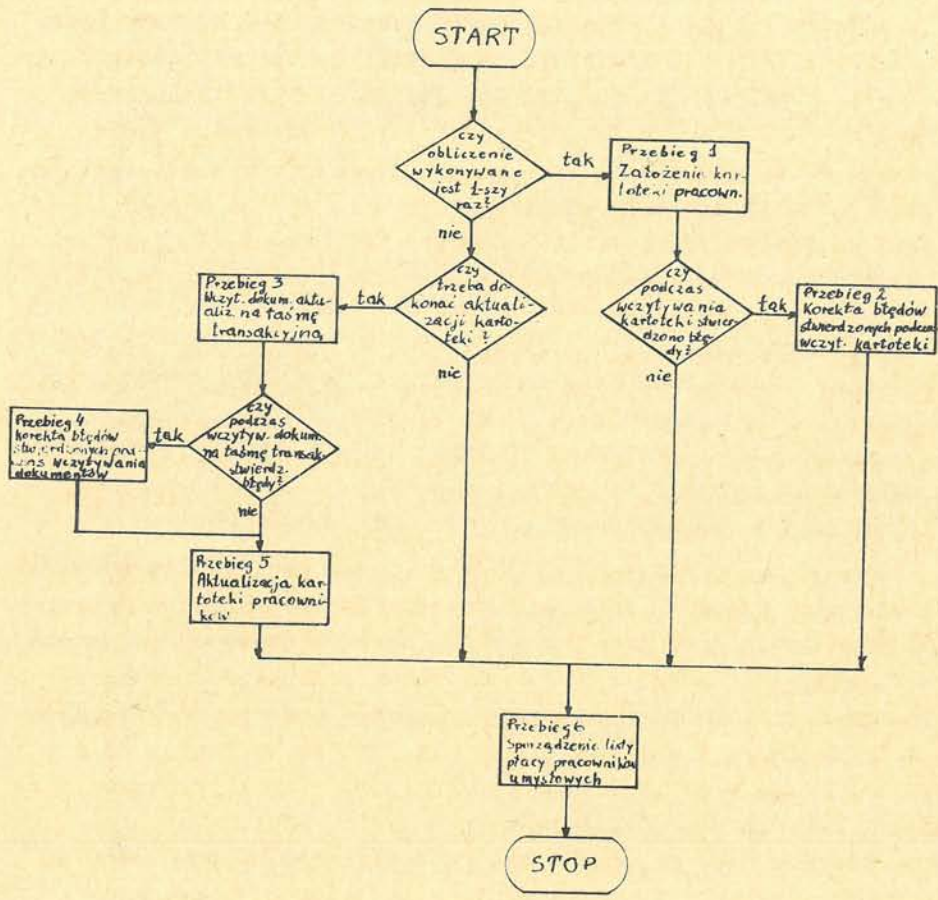 START
czy
obliczenie
wykonywane
jest 1-szy
raz?
tak
Przebieg 1
Założenie kar-
toteki pracown.
nie
nie
czy
trzeba do
konać aktuali-
zacji karto-
teki?
tak
Przebieg 3
Wczyt. dokum. aktu-
aliz. na taśmę
transakcyjną
czy
podczas
wczytywania
kartoteki stwier-
dzono błę-
dy?
tak
Przebieg 2
Korekta błędów
stwierdzonych podczas
wczyt. kartoteki
nie
czy
podczas
wczytyw. dokum.
na taśmę transak.
stwierdz.
błędy?
tak
Przebieg 4
Korekta błędów
stwierdzonych pod-
czas wczytywania
dokumentów
nie
Przebieg 5
Aktualizacja kar-
toteki pracowni-
ków
Przebieg 6
Sporządzenie listy
płacy pracowników
umysłowych
STOP